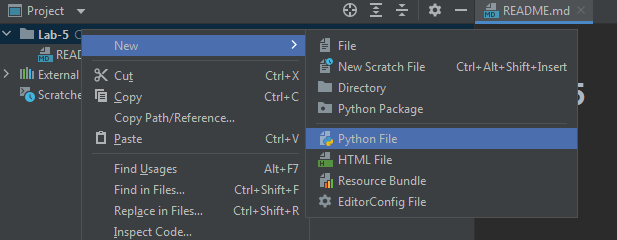 Project
README.md
Lab-5
New
File
READ
Cut Ctrl+X
New Scratch File Ctrl+Alt+Shift+Insert
External
Copy Ctrl+C
Directory
5
Scratche
Copy Path/Reference...
Python Package
Paste Ctrl+V
Python File
Find Usages Alt+F7
HTML File
Find in Files... Ctrl+Shift+F
Resource Bundle
Replace in Files... Ctrl+Shift+R
EditorConfig File
Inspect Code...